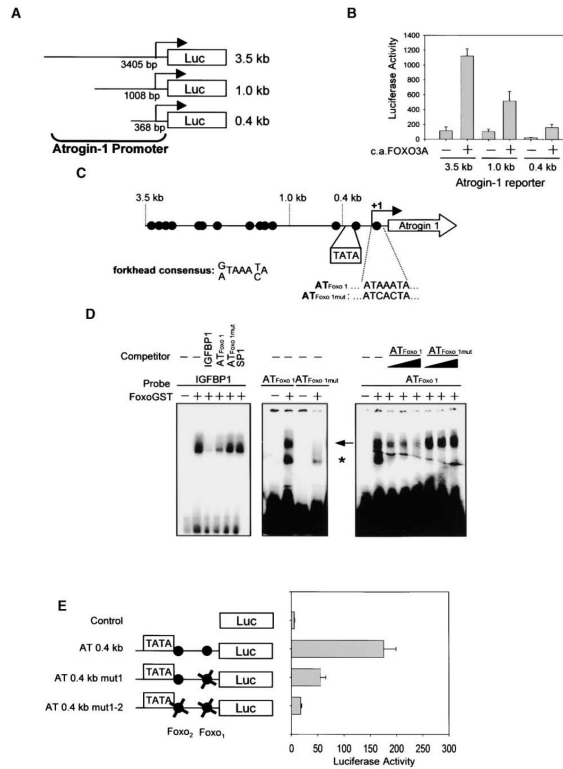 A
3405 bp
Luc
3.5 kb
1008 bp
Luc
1.0 kb
368 bp
Luc
0.4 kb
Atrogin-1 Promoter
B
Luciferase Activity
1400
1200
1000
800
600
400
200
0
c.a.FOXO3A
— + — + — +
3.5 kb 1.0 kb 0.4 kb
Atrogin-1 reporter
C
3.5 kb
1.0 kb
0.4 kb
+1
Atrogin 1
TATA
forkhead consensus: G/A TAAA T/C A
ATFoxo 1 ... ATAAATA...
ATFoxo 1mut : ... ATCACTA...
D
Competitor
— — IGFBP1 ATFoxo 1 ATFoxo 1mut SP1
— — — —
— — ATFoxo 1 ATFoxo 1mut
Probe
IGFBP1
ATFoxo 1 ATFoxo 1mut
ATFoxo 1
FoxoGST
— + + + + +
— + — +
— + + + + + + +
*
E
Control
Luc
AT 0.4 kb
TATA
Luc
AT 0.4 kb mut1
TATA
Luc
AT 0.4 kb mut1-2
TATA
Luc
Foxo2 Foxo1
0 50 100 150 200 250 300
Luciferase Activity